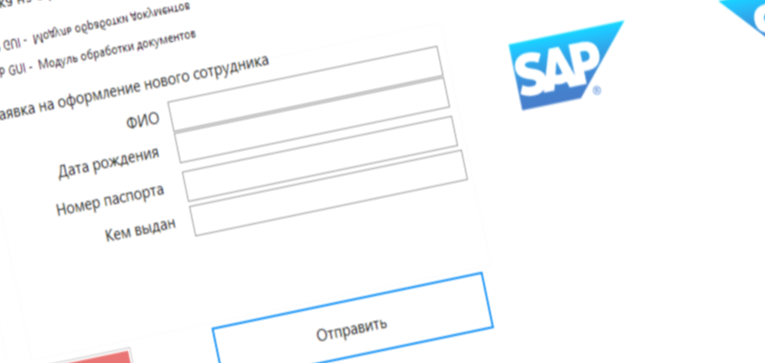 GUI - Модуль обработки документов
P GUI - Модуль обработки документов
аявка на оформление нового сотрудника
ФИО
Дата рождения
Номер паспорта
Кем выдан
Отправить
SAP
®